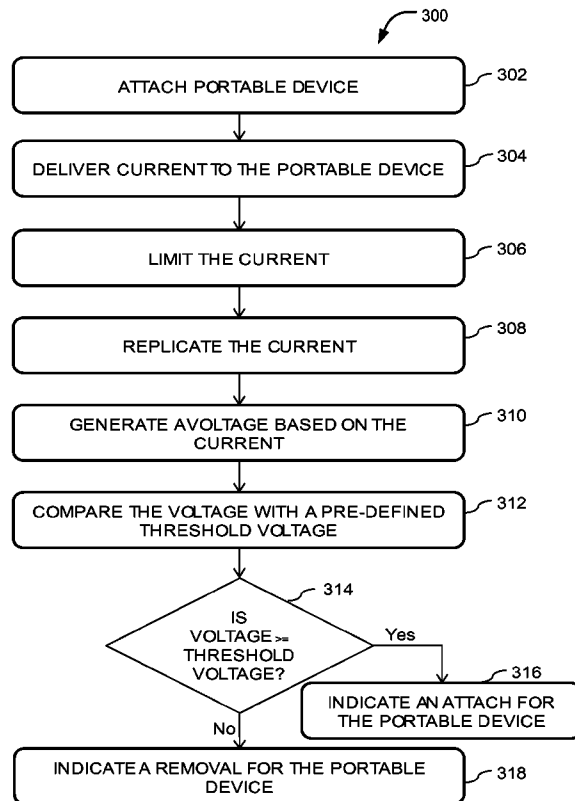 300
ATTACH PORTABLE DEVICE
302
DELIVER CURRENT TO THE PORTABLE DEVICE
304
LIMIT THE CURRENT
306
REPLICATE THE CURRENT
308
GENERATE AVOLTAGE BASED ON THE
CURRENT
310
COMPARE THE VOLTAGE WITH A PRE-DEFINED
THRESHOLD VOLTAGE
312
314
IS
VOLTAGE >=
THRESHOLD
VOLTAGE?
Yes
316
INDICATE AN ATTACH FOR
THE PORTABLE DEVICE
No
INDICATE A REMOVAL FOR THE PORTABLE
DEVICE
318